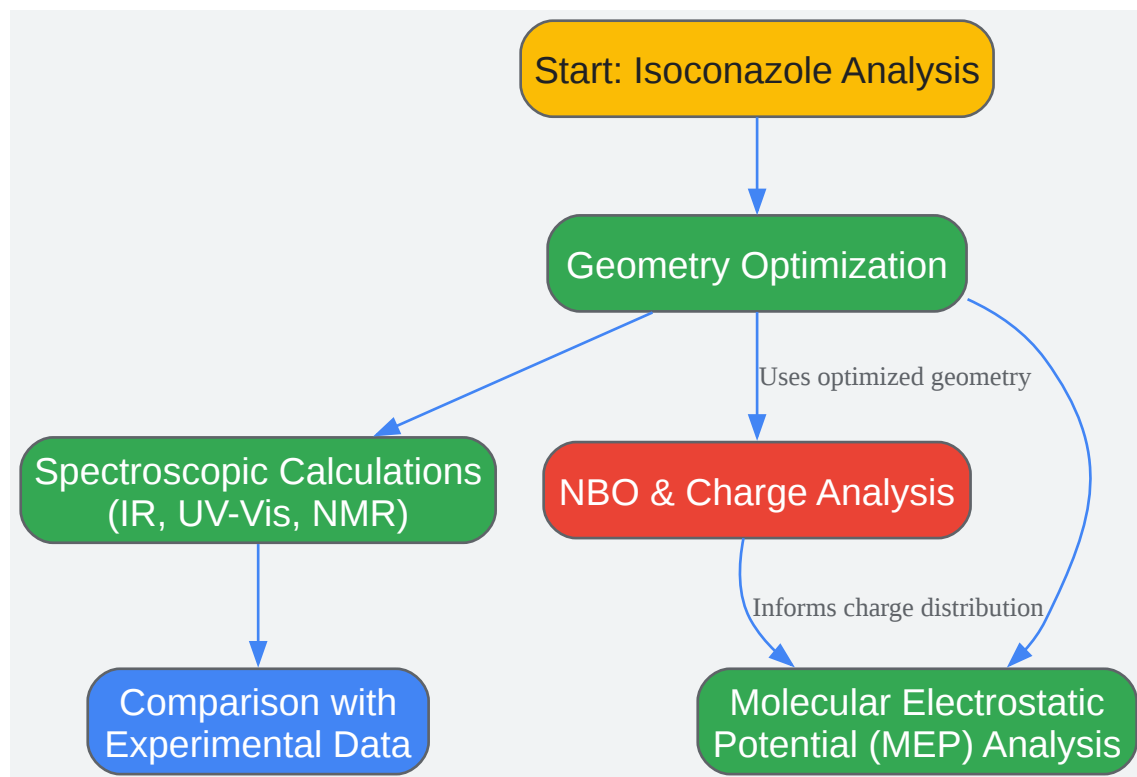 Start: Isoconazole Analysis
Geometry Optimization
Uses optimized geometry
Spectroscopic Calculations
(IR, UV-Vis, NMR)
NBO & Charge Analysis
Informs charge distribution
Comparison with
Experimental Data
Molecular Electrostatic
Potential (MEP) Analysis